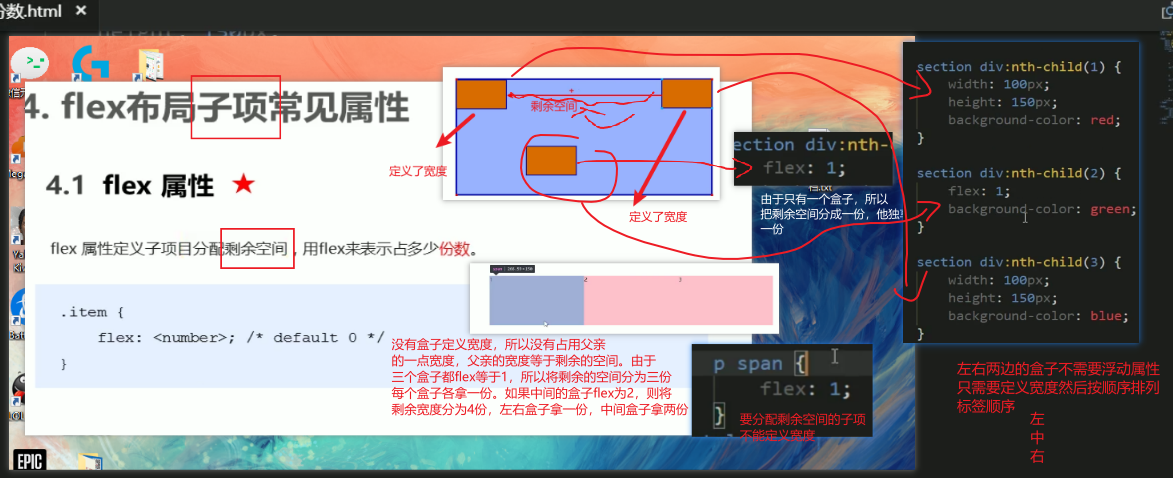 分数.html ×
4. flex布局子项常见属性
4.1 flex 属性 ★
flex 属性定义子项目分配剩余空间，用flex来表示占多少份数。
.item {
flex: <number>; /* default 0 */
}
剩余空间
定义了宽度
定义了宽度
ection div:nth-
flex: 1;
由于只有一个盒子，所以
把剩余空间分成一份，他独
一份
1
2
3
没有盒子定义宽度，所以没有占用父亲
的一点宽度，父亲的宽度等于剩余的空间。由于
三个盒子都flex等于1，所以将剩余的空间分为三份
每个盒子各拿一份。如果中间的盒子flex为2，则将
剩余宽度分为4份，左右盒子拿一份，中间盒子拿两份
p span {
flex: 1;
}
要分配剩余空间的子项
不能定义宽度
section div:nth-child(1) {
width: 100px;
height: 150px;
background-color: red;
}
section div:nth-child(2) {
flex: 1;
background-color: green;
}
section div:nth-child(3) {
width: 100px;
height: 150px;
background-color: blue;
}
左右两边的盒子不需要浮动属性
只需要定义宽度然后按顺序排列
标签顺序
左
中
右
EPIC